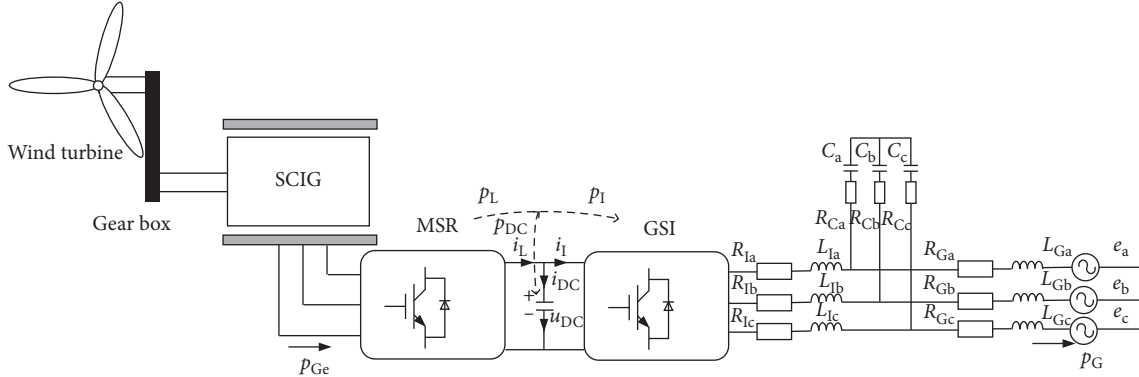 Wind turbine
Gear box
SCIG
MSR
GSI
p_L
p_I
p_DC
i_L
i_I
i_DC
+
−
u_DC
p_Ge
C_a C_b C_c
R_Ca R_Cb R_Cc
R_Ia L_Ia R_Ga L_Ga e_a
R_Ib L_Ib R_Gb L_Gb e_b
R_Ic L_Ic R_Gc L_Gc e_c
p_G